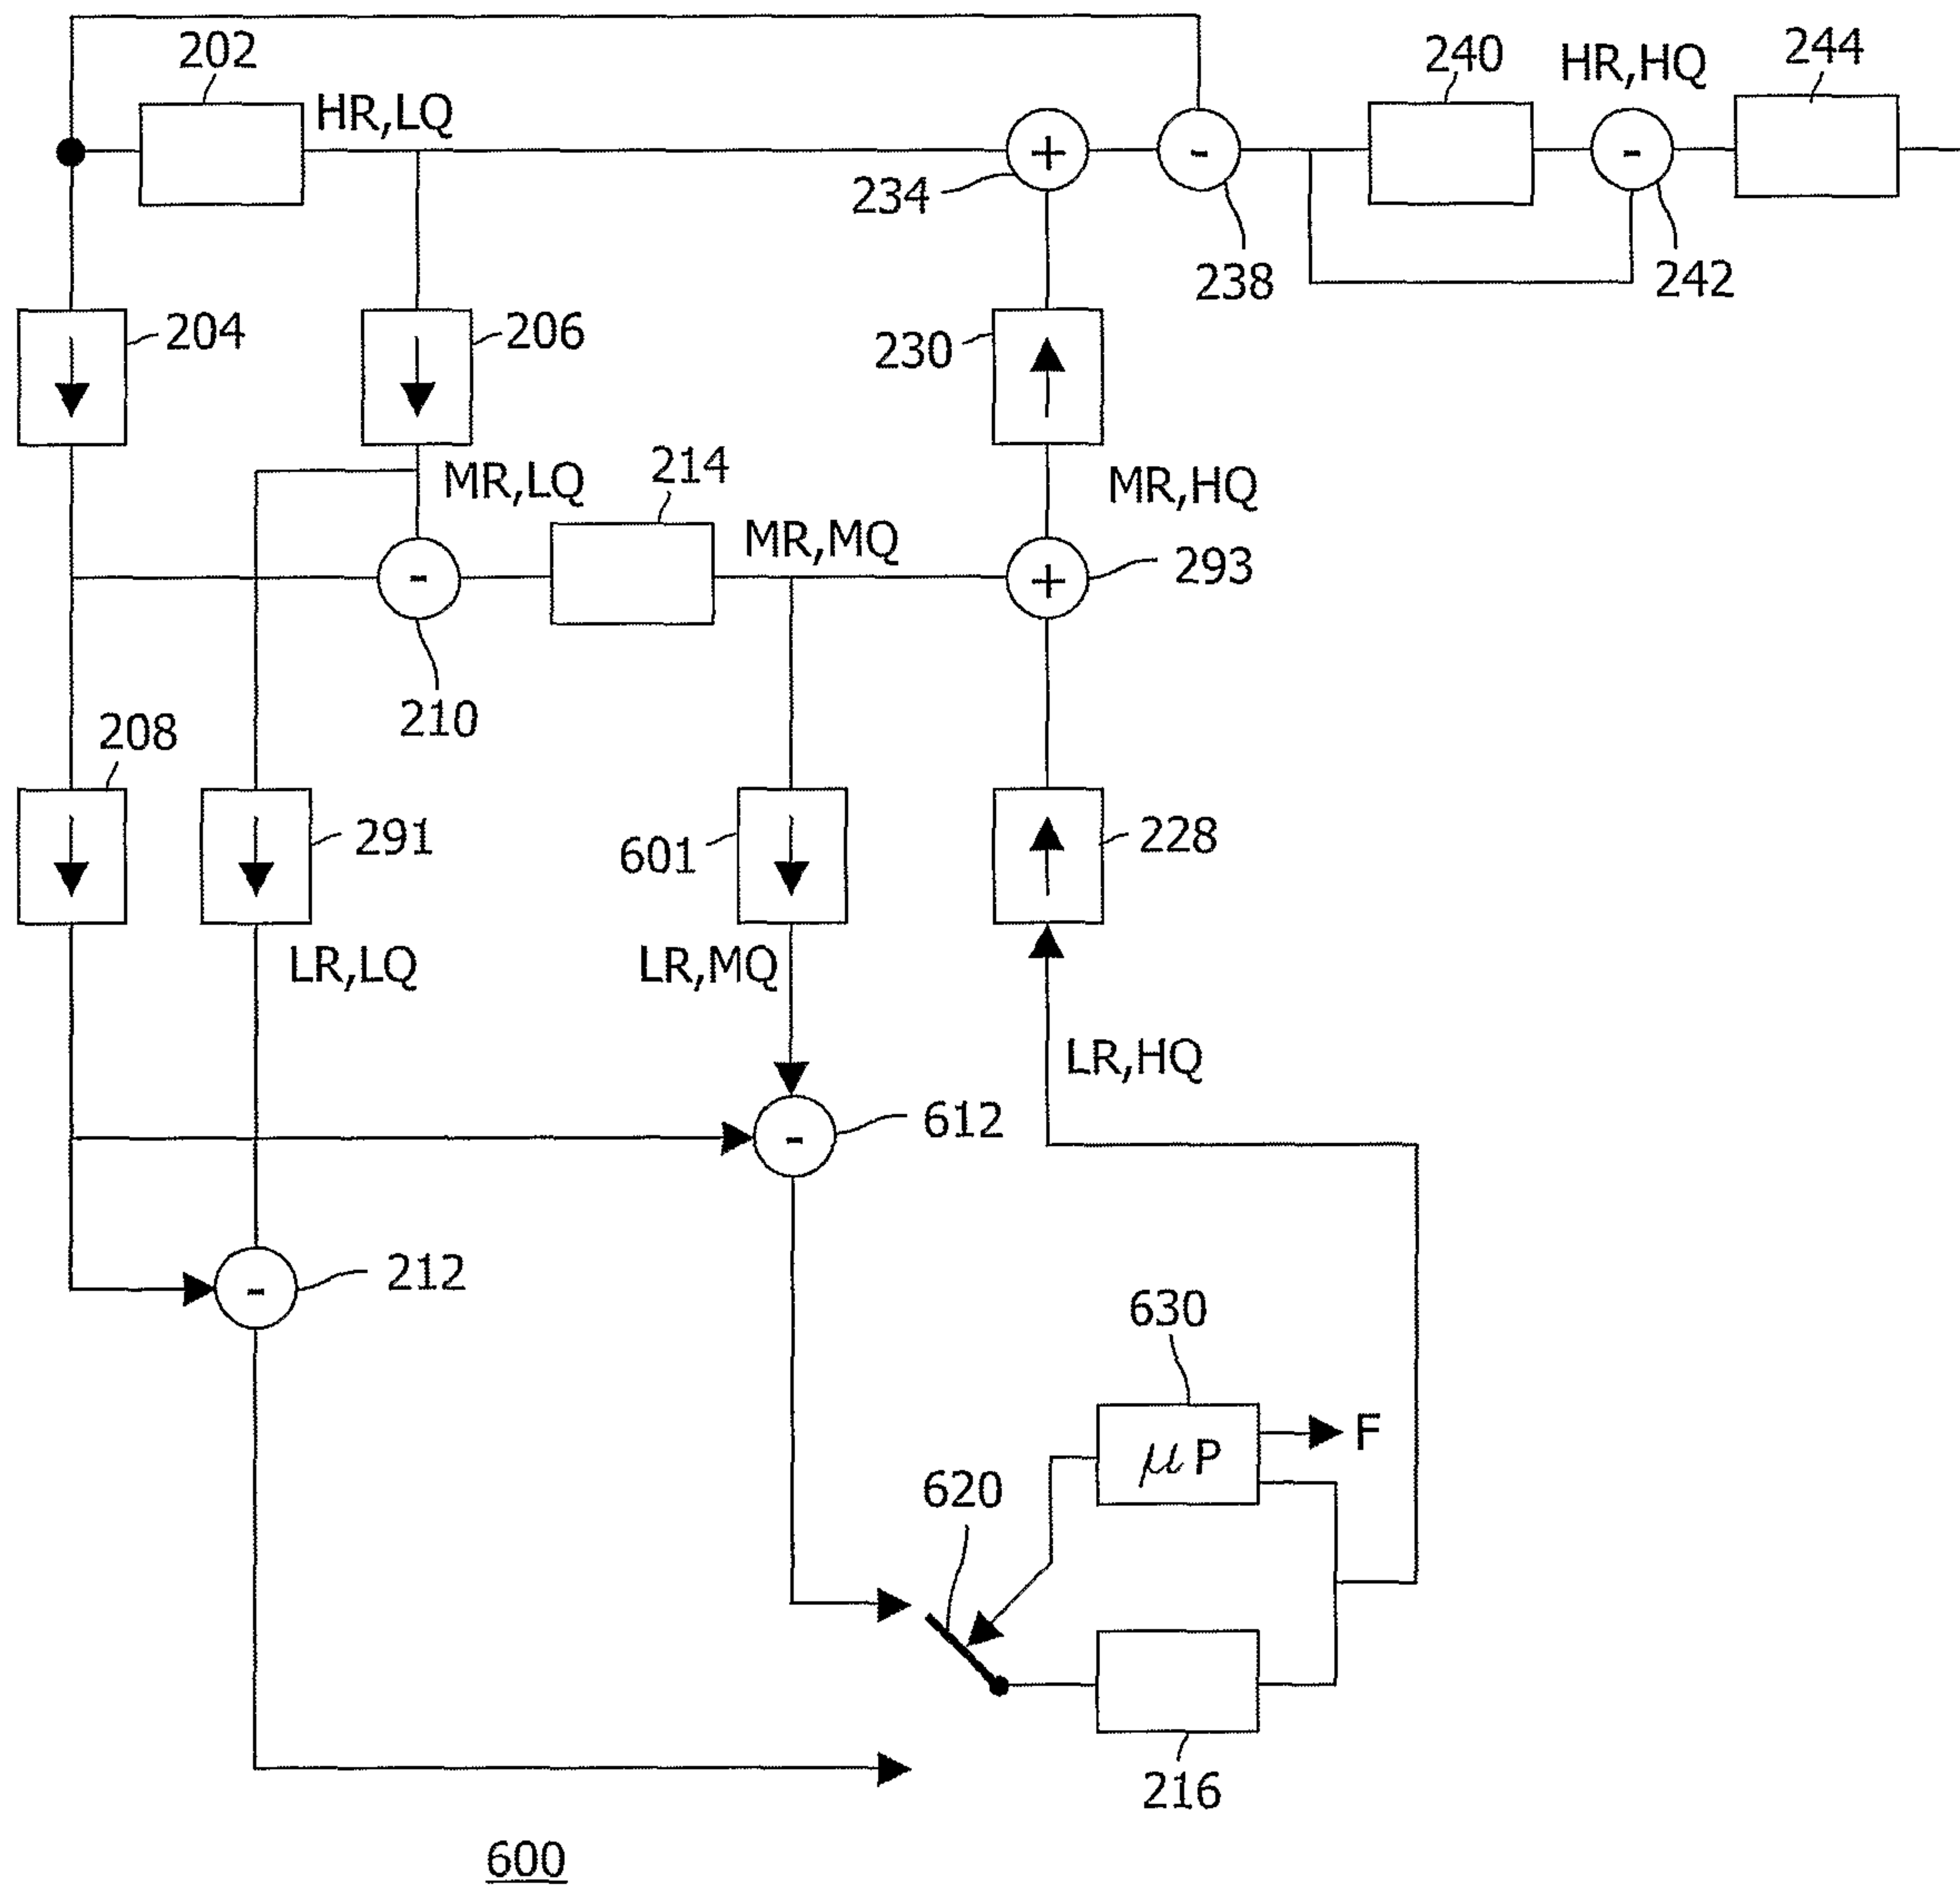 202
240
HR,HQ
244
HR,LQ
+
-
-
234
238
242
204
206
230
MR,LQ
214
MR,HQ
MR,MQ
-
+
293
210
208
291
601
228
LR,LQ
LR,MQ
LR,HQ
-
612
-
212
630
μP
F
620
216
600